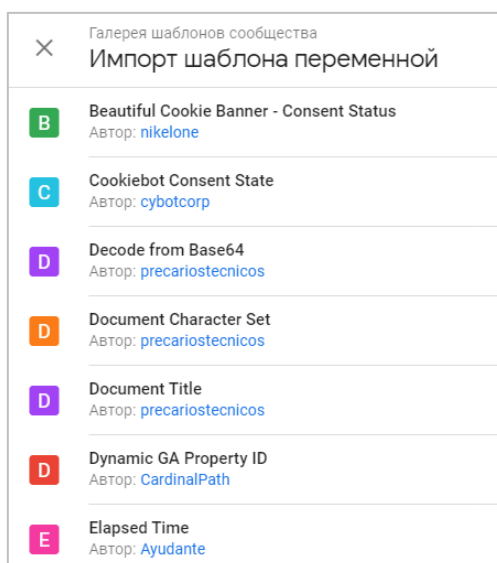 Галерея шаблонов сообщества
Импорт шаблона переменной
B
Beautiful Cookie Banner - Consent Status
Автор: nikelone
C
Cookiebot Consent State
Автор: cybotcorp
D
Decode from Base64
Автор: precariostecnicos
D
Document Character Set
Автор: precariostecnicos
D
Document Title
Автор: precariostecnicos
D
Dynamic GA Property ID
Автор: CardinalPath
E
Elapsed Time
Автор: Ayudante